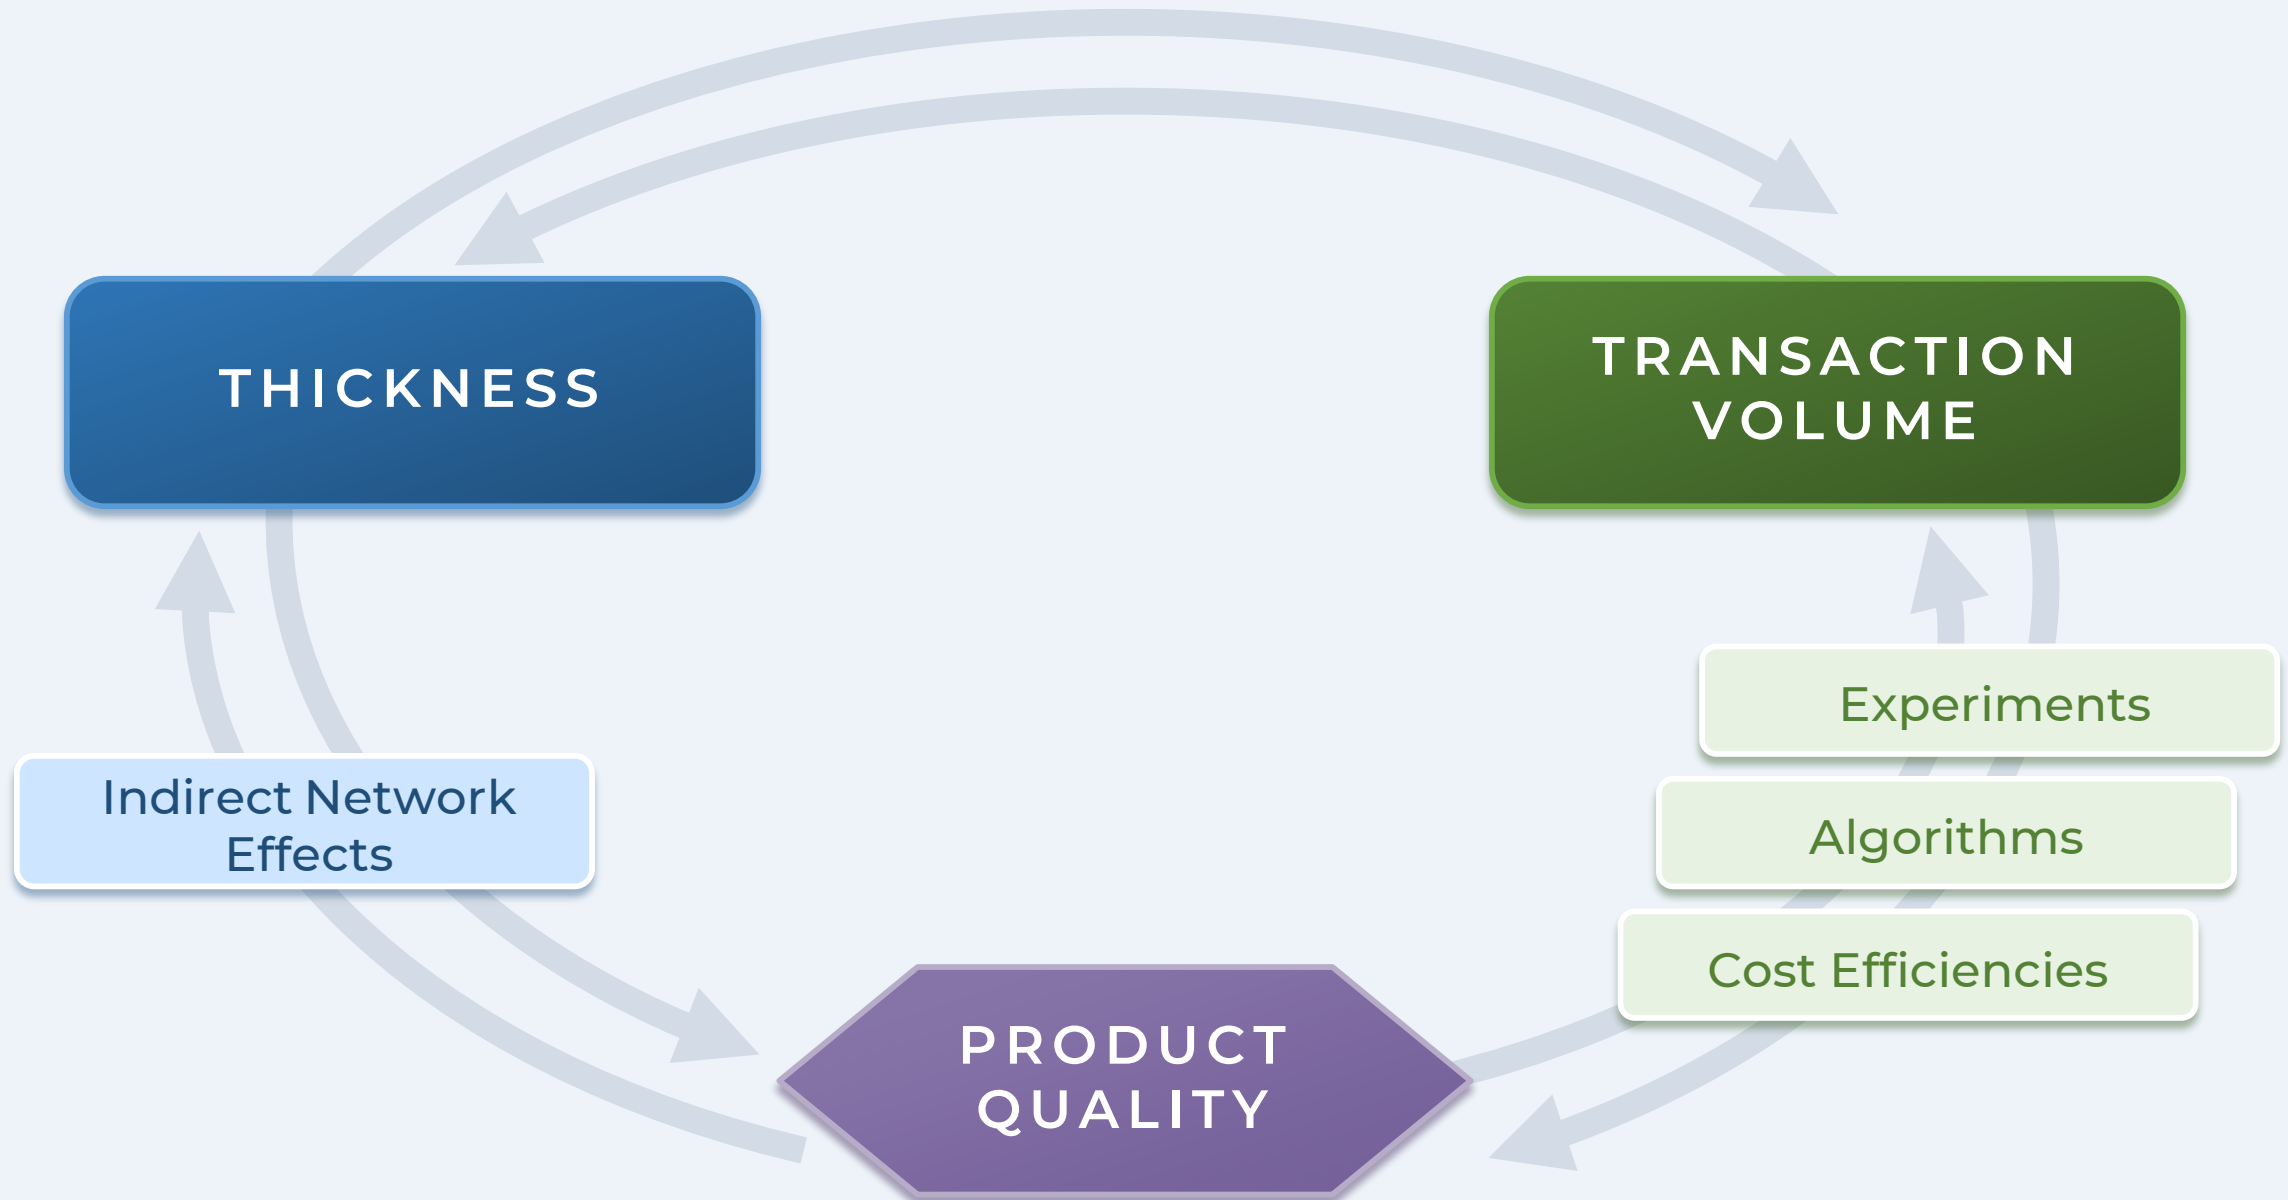 THICKNESS
TRANSACTION
VOLUME
Experiments
Indirect Network
Effects
Algorithms
Cost Efficiencies
PRODUCT
QUALITY